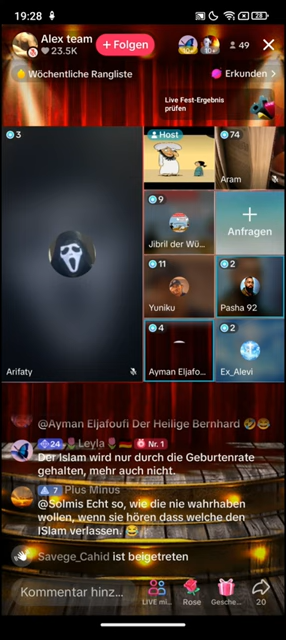 19:28
28
Alex team
23.5K
+ Folgen
10+
49
Wöchentliche Rangliste
Erkunden >
Live Fest-Ergebnis
prüfen
3
Host
74
Aram
9
Jibril der Wü...
Anfragen
11
Yuniku
2
Pasha 92
Arifaty
4
Ayman Eljafo...
2
Ex_Alevi
@Ayman Eljafoufi Der Heilige Bernhard 🤣😂
24 🌷Leyla🌷🇩🇪 Nr. 1
Der Islam wird nur durch die Geburtenrate
gehalten, mehr auch nicht.
7 Plus Minus
@Solmis Echt so, wie die nie wahrhaben
wollen, wenn sie hören dass welche den
ISlam verlassen. 😅
Savege_Cahid ist beigetreten
Kommentar hinz...
LIVE mi...
Rose
Gesche...
20